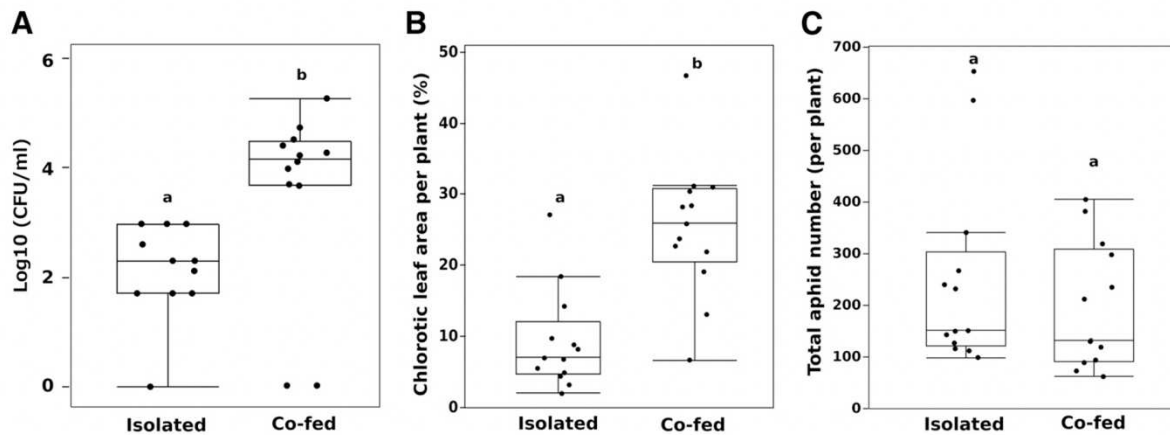 A
Log10 (CFU/ml)
6
4
2
0
a
b
Isolated
Co-fed
B
Chlorotic leaf area per plant (%)
50
40
30
20
10
0
a
b
Isolated
Co-fed
C
Total aphid number (per plant)
700
600
500
400
300
200
100
0
a
a
Isolated
Co-fed